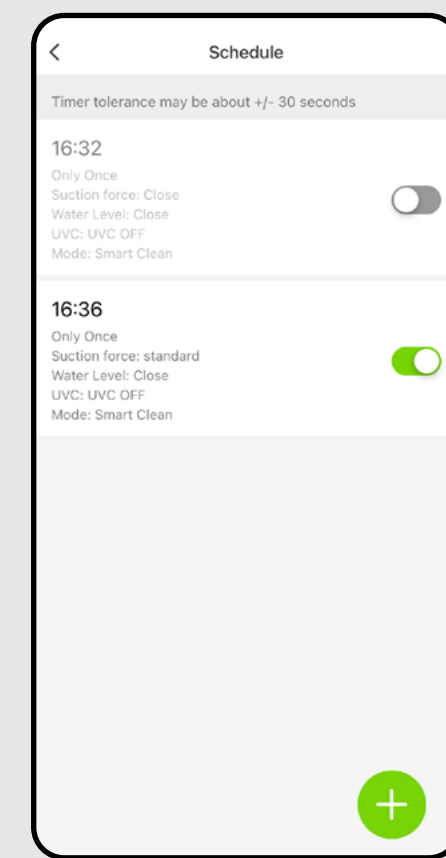 Schedule
Timer tolerance may be about +/- 30 seconds
16:32
Only Once
Suction force: Close
Water Level: Close
UVC: UVC OFF
Mode: Smart Clean
16:36
Only Once
Suction force: standard
Water Level: Close
UVC: UVC OFF
Mode: Smart Clean